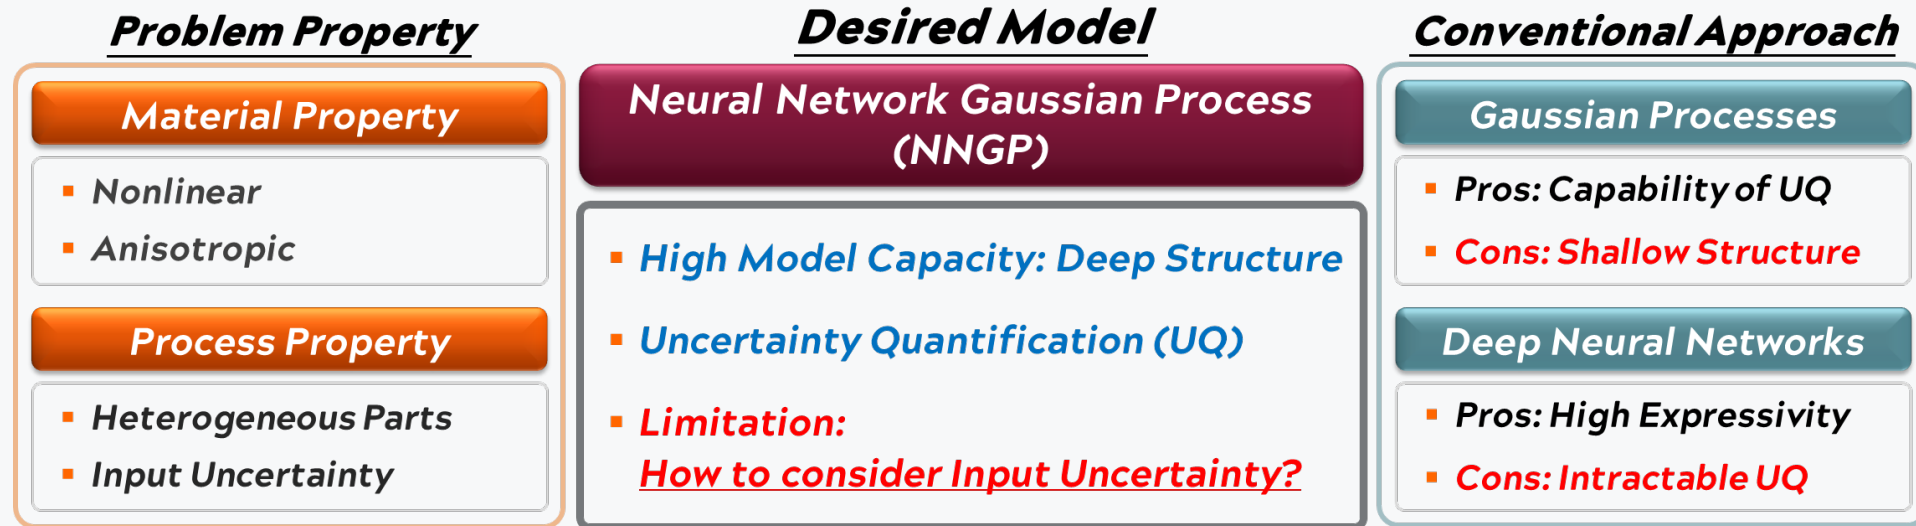 Problem Property
Material Property
Nonlinear
Anisotropic
Process Property
Heterogeneous Parts
Input Uncertainty
Desired Model
Neural Network Gaussian Process
(NNGP)
High Model Capacity: Deep Structure
Uncertainty Quantification (UQ)
Limitation:
How to consider Input Uncertainty?
Conventional Approach
Gaussian Processes
Pros: Capability of UQ
Cons: Shallow Structure
Deep Neural Networks
Pros: High Expressivity
Cons: Intractable UQ